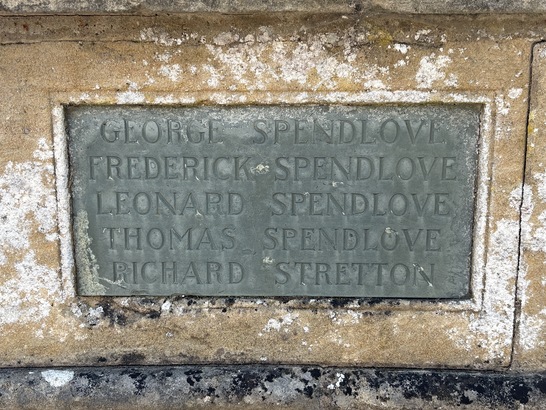 GEORGE SPENDLOVE
FREDERICK SPENDLOVE
LEONARD SPENDLOVE
THOMAS SPENDLOVE
RICHARD STRETTON